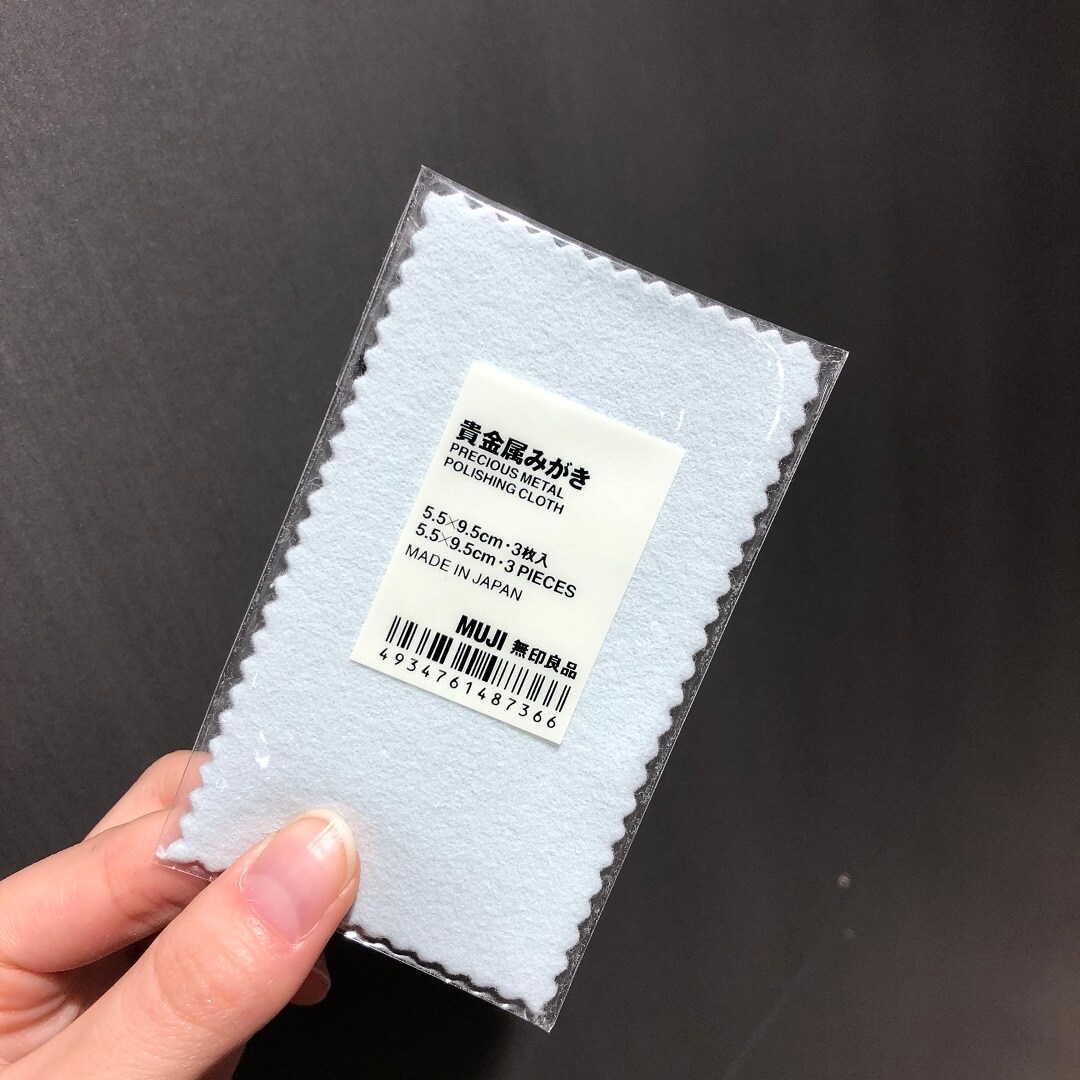 貴金属みがき
PRECIOUS METAL
POLISHING CLOTH
5.5×9.5cm・3枚入
5.5×9.5cm・3 PIECES
MADE IN JAPAN
MUJI 無印良品
4934761487366